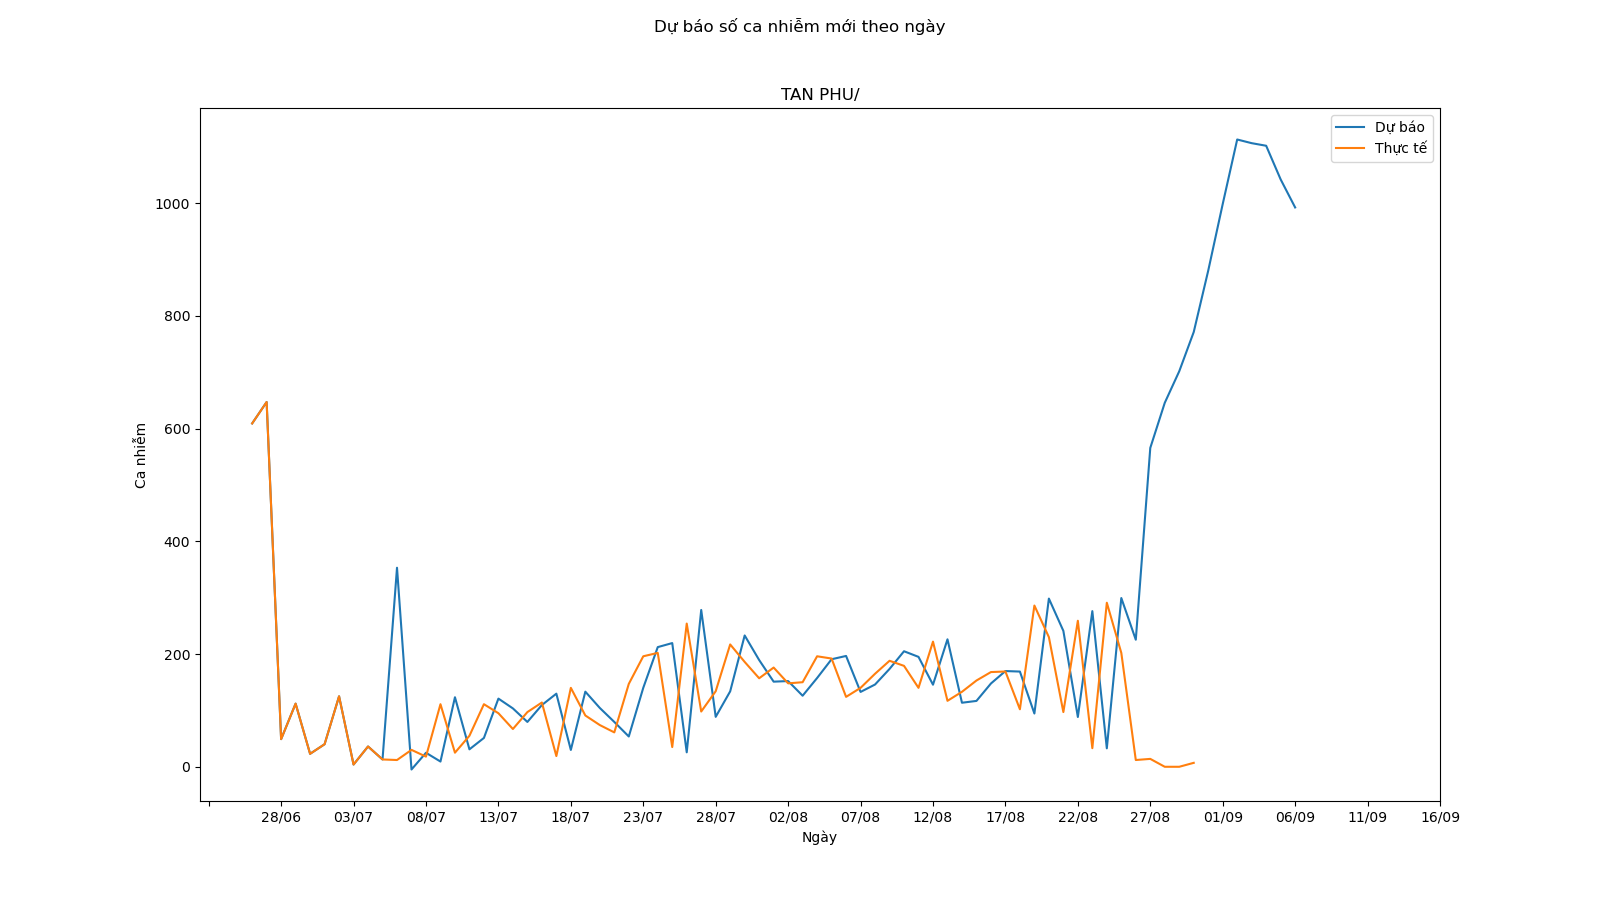 Dự báo số ca nhiễm mới theo ngày
TAN PHU/
Dự báo
Thực tế
Ca nhiễm
1000
800
600
400
200
0
28/06 03/07 08/07 13/07 18/07 23/07 28/07 02/08 07/08 12/08 17/08 22/08 27/08 01/09 06/09 11/09 16/09
Ngày